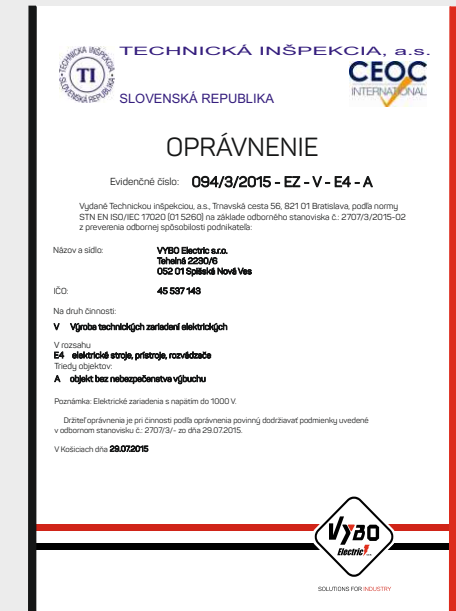 TECHNICKÁ INŠPEKCIA, a.s.
TECHNICKÁ INŠPEKCIA
TI
SLOVENSKÁ REPUBLIKA
CEOC
INTERNATIONAL
SLOVENSKÁ REPUBLIKA
OPRÁVNENIE
Evidenčné číslo: 094/3/2015 - EZ - V - E4 - A
Vydané Technickou inšpekciou, a.s., Trnavská cesta 56, 821 01 Bratislava, podľa normy
STN EN ISO/IEC 17020 (01 5260) na základe odborného stanoviska č.: 2707/3/2015-02
z preverenia odbornej spôsobilosti podnikateľa:
Názov a sídlo: VYBO Electric s.r.o.
Tehelná 2230/6
052 01 Spišská Nová Ves
IČO: 45 537 143
Na druh činnosti:
V Výroba technických zariadení elektrických
V rozsahu
E4 elektrické stroje, prístroje, rozvádzače
Triedy objektov:
A objekt bez nebezpečenstva výbuchu
Poznámka: Elektrické zariadenia s napätím do 1000 V.
Držiteľ oprávnenia je pri činnosti podľa oprávnenia povinný dodržiavať podmienky uvedené
v odbornom stanovisku č.: 2707/3/- zo dňa 29.07.2015.
V Košiciach dňa 29.07.2015
VYBO
Electric
SOLUTIONS FOR INDUSTRY